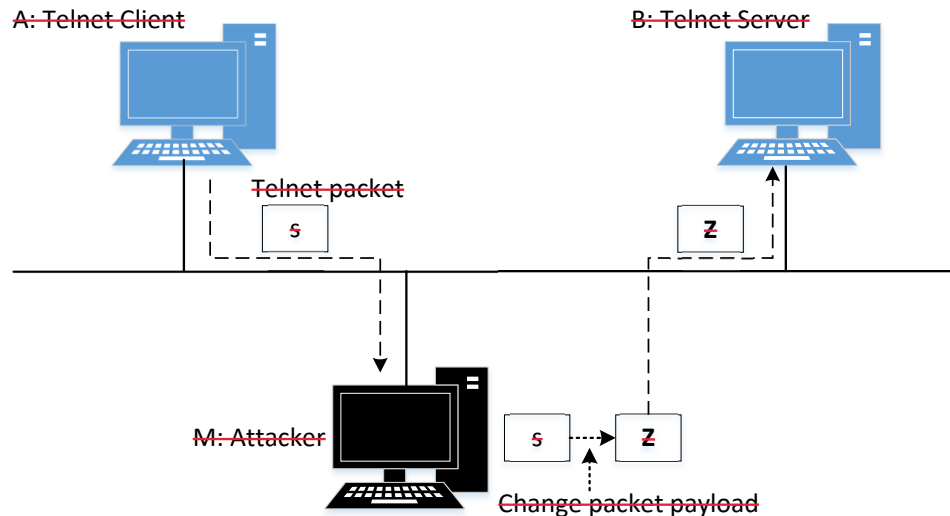 A: Telnet Client
B: Telnet Server
Telnet packet
s
Z
M: Attacker
s
Z
Change packet payload